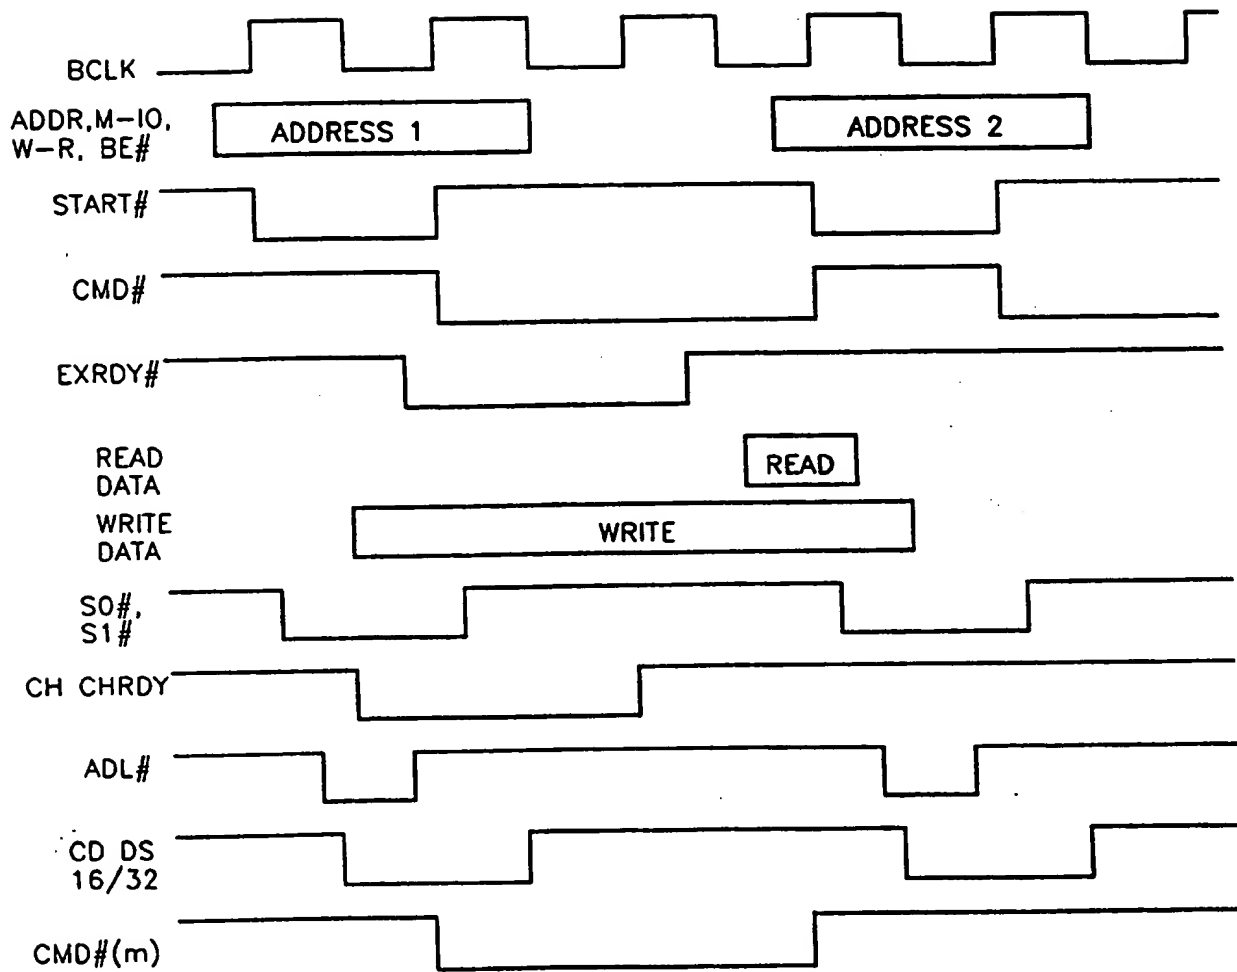 BCLK
ADDR,M-IO,
W-R, BE#
ADDRESS 1
ADDRESS 2
START#
CMD#
EXRDY#
READ
DATA
READ
WRITE
DATA
WRITE
S0#,
S1#
CH CHRDY
ADL#
CD DS
16/32
CMD#(m)